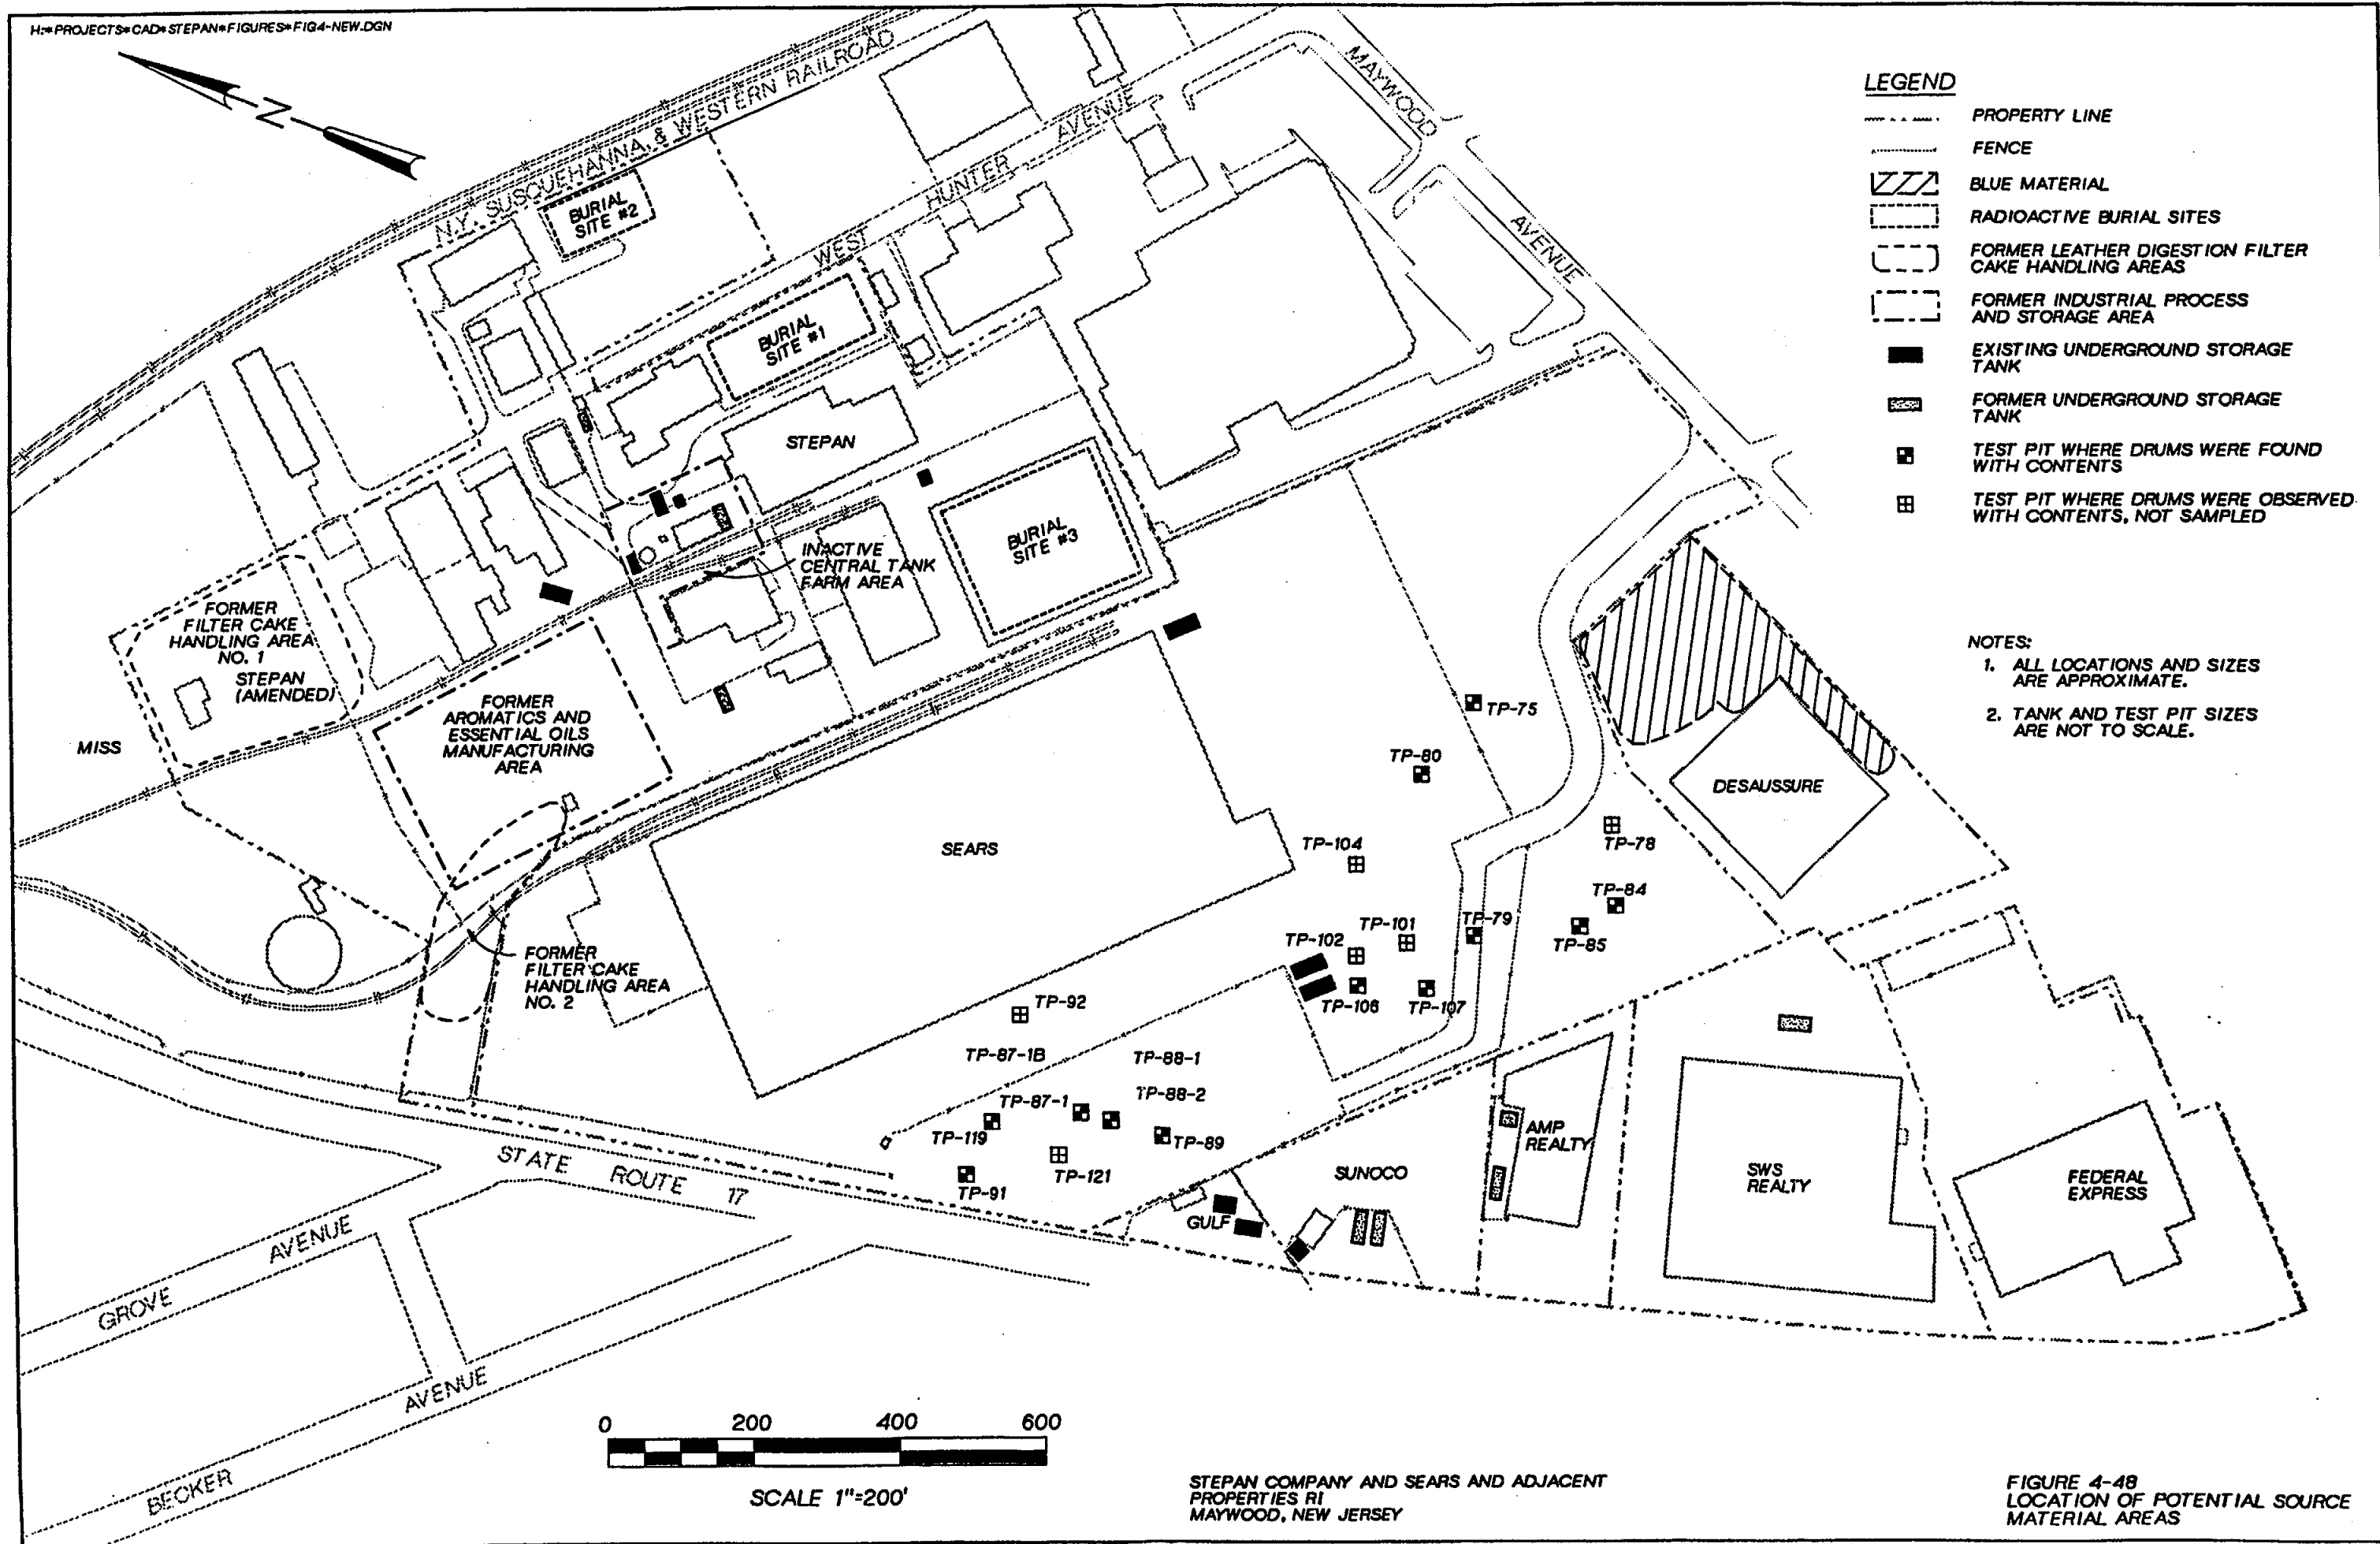 H:*PROJECTS*CAD*STEPAN*FIGURES*FIG4-NEW.DGN
N
N.Y. SUSQUEHANNA & WESTERN RAILROAD
MAYWOOD
AVENUE
WEST
HUNTER
AVENUE
BURIAL
SITE #2
BURIAL
SITE #1
STEPAN
BURIAL
SITE #3
INACTIVE
CENTRAL TANK
FARM AREA
FORMER
FILTER CAKE
HANDLING AREA
NO. 1
STEPAN
(AMENDED)
MISS
FORMER
AROMATICS AND
ESSENTIAL OILS
MANUFACTURING
AREA
SEARS
FORMER
FILTER CAKE
HANDLING AREA
NO. 2
TP-75
TP-80
TP-104
TP-78
TP-84
TP-85
TP-79
TP-101
TP-102
TP-106
TP-107
TP-92
TP-87-1B
TP-88-1
TP-87-1
TP-88-2
TP-119
TP-89
TP-121
TP-91
DESAUSSURE
AMP
REALTY
SWS
REALTY
FEDERAL
EXPRESS
SUNOCO
GULF
STATE ROUTE 17
GROVE
AVENUE
BECKER
AVENUE
0 200 400 600
SCALE 1"=200'
LEGEND
PROPERTY LINE
FENCE
BLUE MATERIAL
RADIOACTIVE BURIAL SITES
FORMER LEATHER DIGESTION FILTER
CAKE HANDLING AREAS
FORMER INDUSTRIAL PROCESS
AND STORAGE AREA
EXISTING UNDERGROUND STORAGE
TANK
FORMER UNDERGROUND STORAGE
TANK
TEST PIT WHERE DRUMS WERE FOUND
WITH CONTENTS
TEST PIT WHERE DRUMS WERE OBSERVED
WITH CONTENTS, NOT SAMPLED
NOTES:
1. ALL LOCATIONS AND SIZES
ARE APPROXIMATE.
2. TANK AND TEST PIT SIZES
ARE NOT TO SCALE.
STEPAN COMPANY AND SEARS AND ADJACENT
PROPERTIES RI
MAYWOOD, NEW JERSEY
FIGURE 4-48
LOCATION OF POTENTIAL SOURCE
MATERIAL AREAS